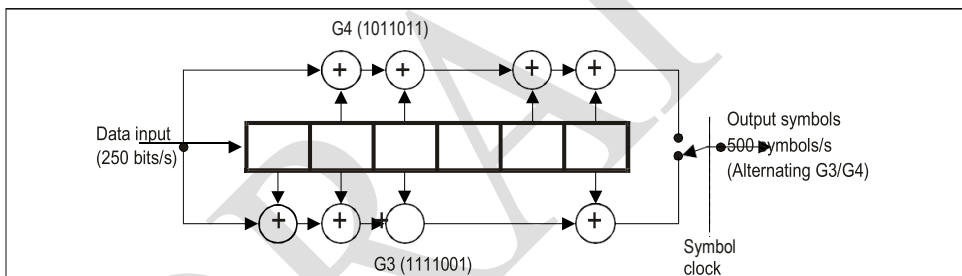 G4 (1011011)
Data input
(250 bits/s)
Output symbols
500 symbols/s
(Alternating G3/G4)
G3 (1111001)
Symbol
clock